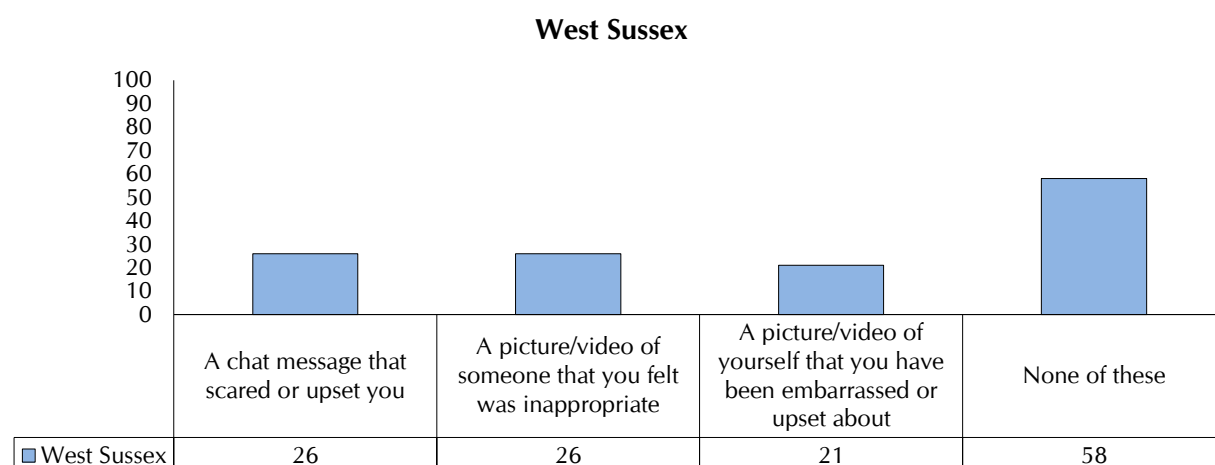 West Sussex
100
90
80
70
60
50
40
30
20
10
0
A chat message that
scared or upset you
A picture/video of
someone that you felt
was inappropriate
A picture/video of
yourself that you have
been embarrassed or
upset about
None of these
West Sussex 26 26 21 58